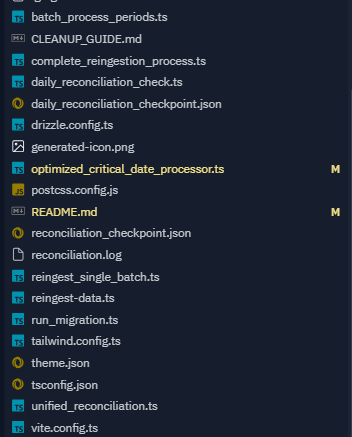 TS batch_process_periods.ts
M↓ CLEANUP_GUIDE.md
TS complete_reingestion_process.ts
TS daily_reconciliation_check.ts
daily_reconciliation_checkpoint.json
TS drizzle.config.ts
generated-icon.png
TS optimized_critical_date_processor.ts M
JS postcss.config.js
M↓ README.md M
reconciliation_checkpoint.json
reconciliation.log
TS reingest_single_batch.ts
TS reingest-data.ts
TS run_migration.ts
TS tailwind.config.ts
theme.json
tsconfig.json
TS unified_reconciliation.ts
TS vite.config.ts